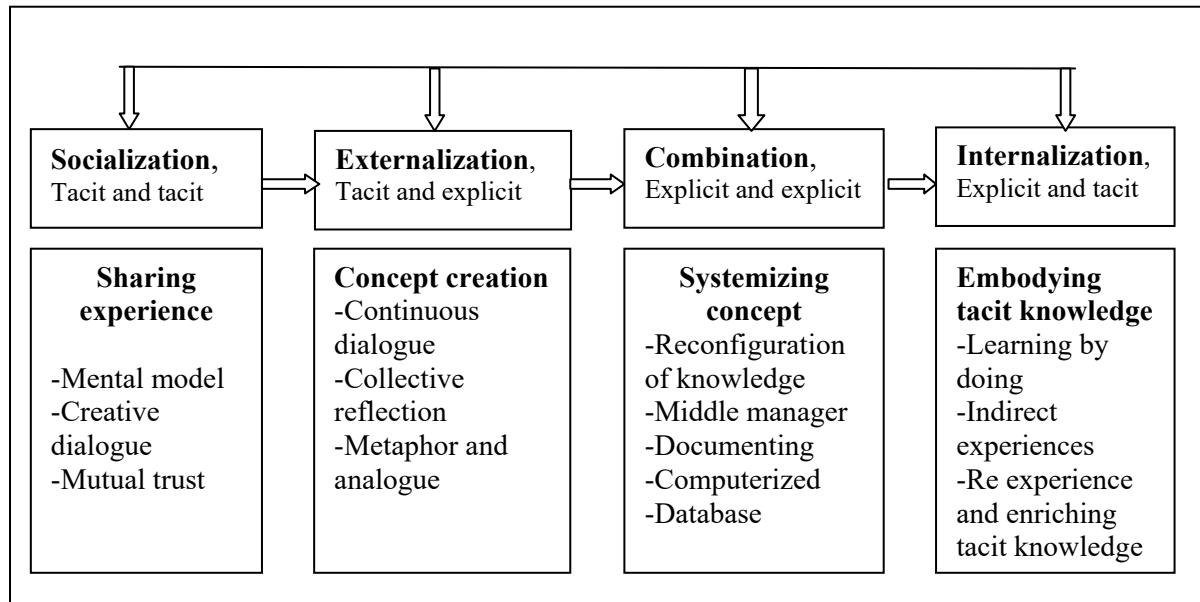 Socialization,
Tacit and tacit
Externalization,
Tacit and explicit
Combination,
Explicit and explicit
Internalization,
Explicit and tacit
Sharing
experience
-Mental model
-Creative
dialogue
-Mutual trust
Concept creation
-Continuous
dialogue
-Collective
reflection
-Metaphor and
analogue
Systemizing
concept
-Reconfiguration
of knowledge
-Middle manager
-Documenting
-Computerized
-Database
Embodying
tacit knowledge
-Learning by
doing
-Indirect
experiences
-Re experience
and enriching
tacit knowledge